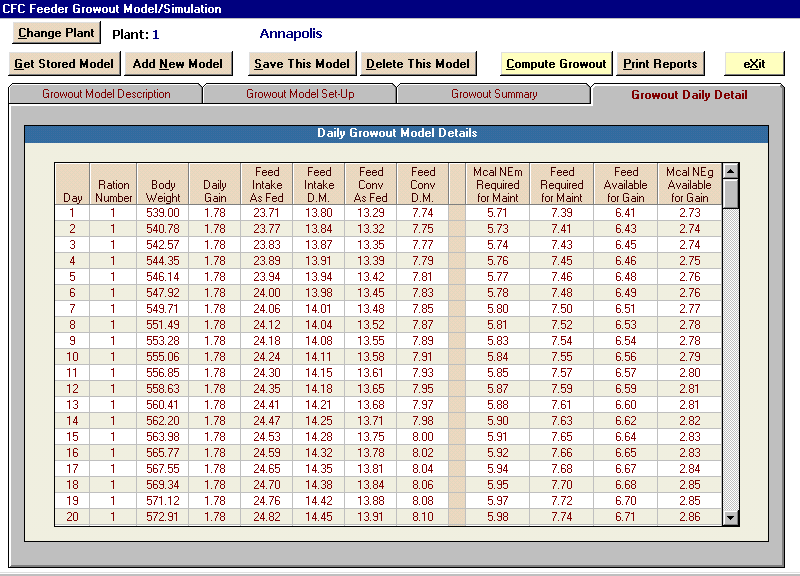 CFC Feeder Growout Model/Simulation
Change Plant Plant: 1 Annapolis
Get Stored Model Add New Model Save This Model Delete This Model Compute Growout Print Reports eXit
Growout Model Description Growout Model Set-Up Growout Summary Growout Daily Detail
Daily Growout Model Details
Feed Feed Feed Feed Mcal NEm Feed Feed Mcal NEg
Ration Body Daily Intake Intake Conv Conv Required Required Available Available
Day Number Weight Gain As Fed D.M. As Fed D.M. for Maint for Maint for Gain for Gain
1 1 539.00 1.78 23.71 13.80 13.29 7.74 5.71 7.39 6.41 2.73
2 1 540.78 1.78 23.77 13.84 13.32 7.75 5.73 7.41 6.43 2.74
3 1 542.57 1.78 23.83 13.87 13.35 7.77 5.74 7.43 6.45 2.74
4 1 544.35 1.78 23.89 13.91 13.39 7.79 5.76 7.45 6.46 2.75
5 1 546.14 1.78 23.94 13.94 13.42 7.81 5.77 7.46 6.48 2.76
6 1 547.92 1.78 24.00 13.98 13.45 7.83 5.78 7.48 6.49 2.76
7 1 549.71 1.78 24.06 14.01 13.48 7.85 5.80 7.50 6.51 2.77
8 1 551.49 1.78 24.12 14.04 13.52 7.87 5.81 7.52 6.53 2.78
9 1 553.28 1.78 24.18 14.08 13.55 7.89 5.83 7.54 6.54 2.78
10 1 555.06 1.78 24.24 14.11 13.58 7.91 5.84 7.55 6.56 2.79
11 1 556.85 1.78 24.30 14.15 13.61 7.93 5.85 7.57 6.57 2.80
12 1 558.63 1.78 24.35 14.18 13.65 7.95 5.87 7.59 6.59 2.81
13 1 560.41 1.78 24.41 14.21 13.68 7.97 5.88 7.61 6.60 2.81
14 1 562.20 1.78 24.47 14.25 13.71 7.98 5.90 7.63 6.62 2.82
15 1 563.98 1.78 24.53 14.28 13.75 8.00 5.91 7.65 6.64 2.83
16 1 565.77 1.78 24.59 14.32 13.78 8.02 5.92 7.66 6.65 2.83
17 1 567.55 1.78 24.65 14.35 13.81 8.04 5.94 7.68 6.67 2.84
18 1 569.34 1.78 24.70 14.38 13.84 8.06 5.95 7.70 6.68 2.85
19 1 571.12 1.78 24.76 14.42 13.88 8.08 5.97 7.72 6.70 2.85
20 1 572.91 1.78 24.82 14.45 13.91 8.10 5.98 7.74 6.71 2.86